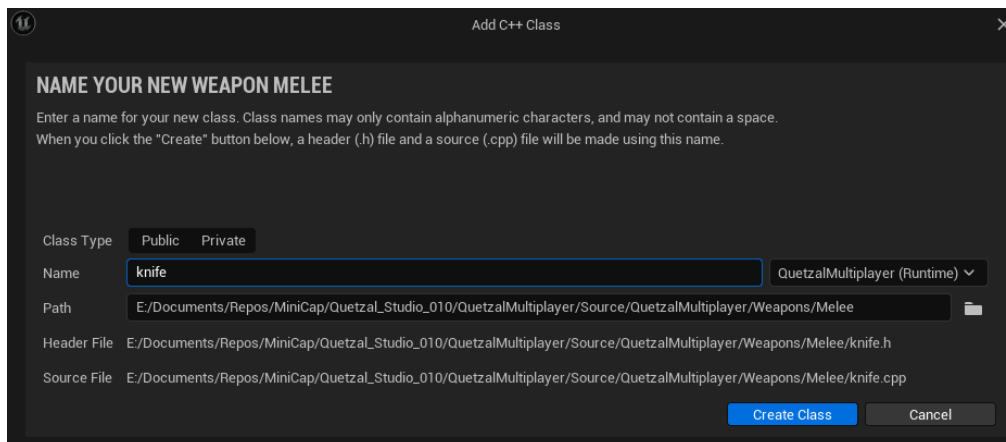 Add C++ Class
NAME YOUR NEW WEAPON MELEE
Enter a name for your new class. Class names may only contain alphanumeric characters, and may not contain a space.
When you click the "Create" button below, a header (.h) file and a source (.cpp) file will be made using this name.
Class Type Public Private
Name knife QuetzalMultiplayer (Runtime)
Path E:/Documents/Repos/MiniCap/Quetzal_Studio_010/QuetzalMultiplayer/Source/QuetzalMultiplayer/Weapons/Melee
Header File E:/Documents/Repos/MiniCap/Quetzal_Studio_010/QuetzalMultiplayer/Source/QuetzalMultiplayer/Weapons/Melee/knife.h
Source File E:/Documents/Repos/MiniCap/Quetzal_Studio_010/QuetzalMultiplayer/Source/QuetzalMultiplayer/Weapons/Melee/knife.cpp
Create Class Cancel